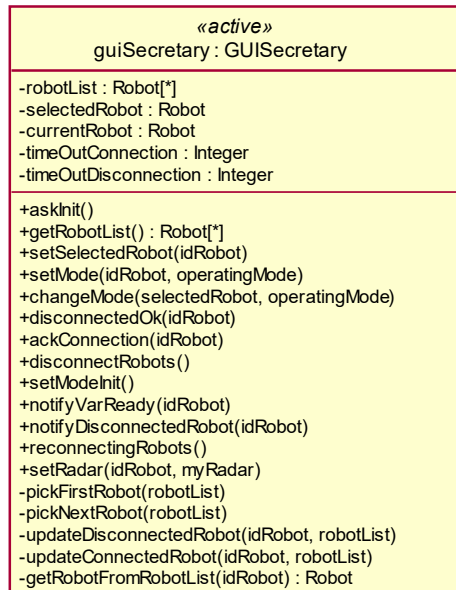 «active»
guiSecretary : GUISecretary
-robotList : Robot[*]
-selectedRobot : Robot
-currentRobot : Robot
-timeOutConnection : Integer
-timeOutDisconnection : Integer
+askInit()
+getRobotList() : Robot[*]
+setSelectedRobot(idRobot)
+setMode(idRobot, operatingMode)
+changeMode(selectedRobot, operatingMode)
+disconnectedOk(idRobot)
+ackConnection(idRobot)
+disconnectRobots()
+setModeInit()
+notifyVarReady(idRobot)
+notifyDisconnectedRobot(idRobot)
+reconnectingRobots()
+setRadar(idRobot, myRadar)
-pickFirstRobot(robotList)
-pickNextRobot(robotList)
-updateDisconnectedRobot(idRobot, robotList)
-updateConnectedRobot(idRobot, robotList)
-getRobotFromRobotList(idRobot) : Robot